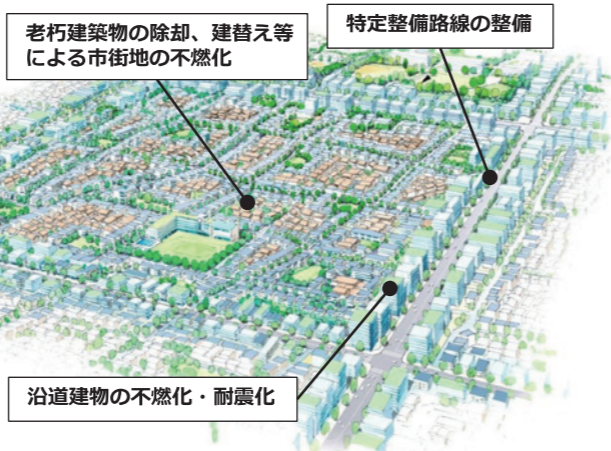 老朽建築物の除却、建替え等
による市街地の不燃化
特定整備路線の整備
沿道建物の不燃化・耐震化